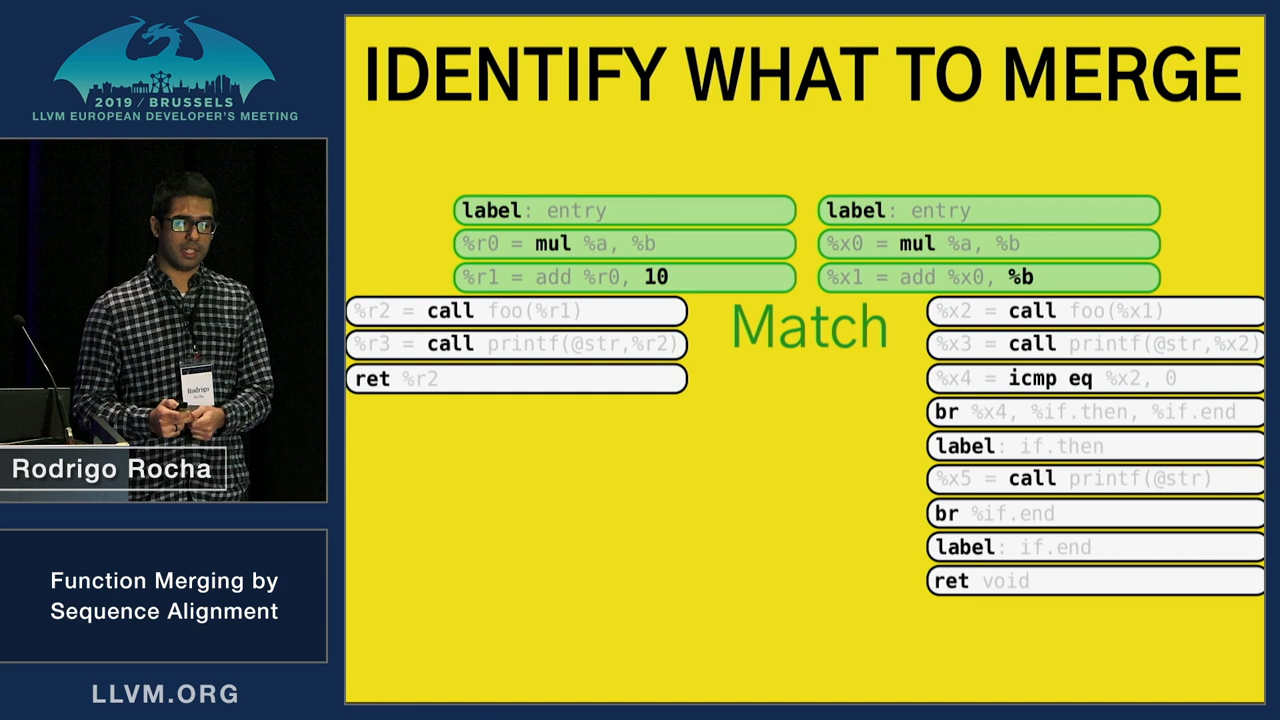 2019 / BRUSSELS
LLVM EUROPEAN DEVELOPER'S MEETING
Rodrigo
Rodrigo Rocha
Function Merging by
Sequence Alignment
LLVM.ORG
IDENTIFY WHAT TO MERGE
label: entry
%r0 = mul %a, %b
%r1 = add %r0, 10
%r2 = call foo(%r1)
%r3 = call printf(@str,%r2)
ret %r2
Match
label: entry
%x0 = mul %a, %b
%x1 = add %x0, %b
%x2 = call foo(%x1)
%x3 = call printf(@str,%x2)
%x4 = icmp eq %x2, 0
br %x4, %if.then, %if.end
label: if.then
%x5 = call printf(@str)
br %if.end
label: if.end
ret void